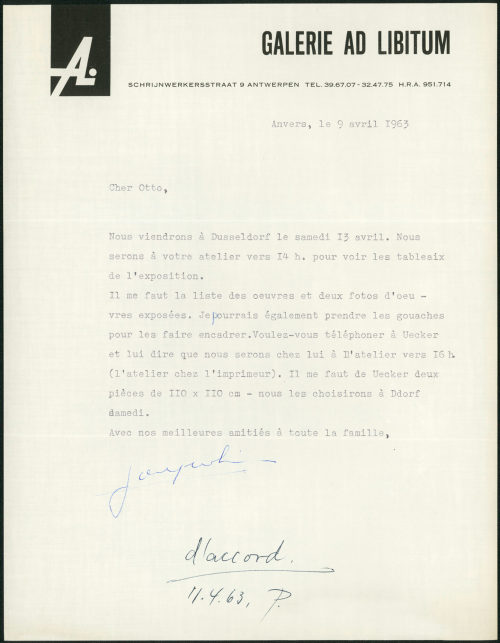 A.
GALERIE AD LIBITUM
SCHRIJNWERKERSSTRAAT 9 ANTWERPEN TEL. 39.67.07 - 32.47.75 H.R.A. 951.714
Anvers, le 9 avril I963
Cher Otto,
Nous viendrons à Dusseldorf le samedi I3 avril. Nous
serons à votre atelier vers I4 h. pour voir les tableaix
de l'exposition.
Il me faut la liste des oeuvres et deux fotos d'oeu -
vres exposées. Je pourrais également prendre les gouaches
pour les faire encadrer.Voulez-vous téléphoner à Uecker
et lui dire que nous serons chez lui à l'atelier vers I6 h.
(l'atelier chez l'imprimeur). Il me faut de Uecker deux
pièces de II0 x II0 cm - nous les choisirons à Ddorf
samedi.
Avec nos meilleures amitiés à toute la famille,
d'accord.
11.4.63, P.